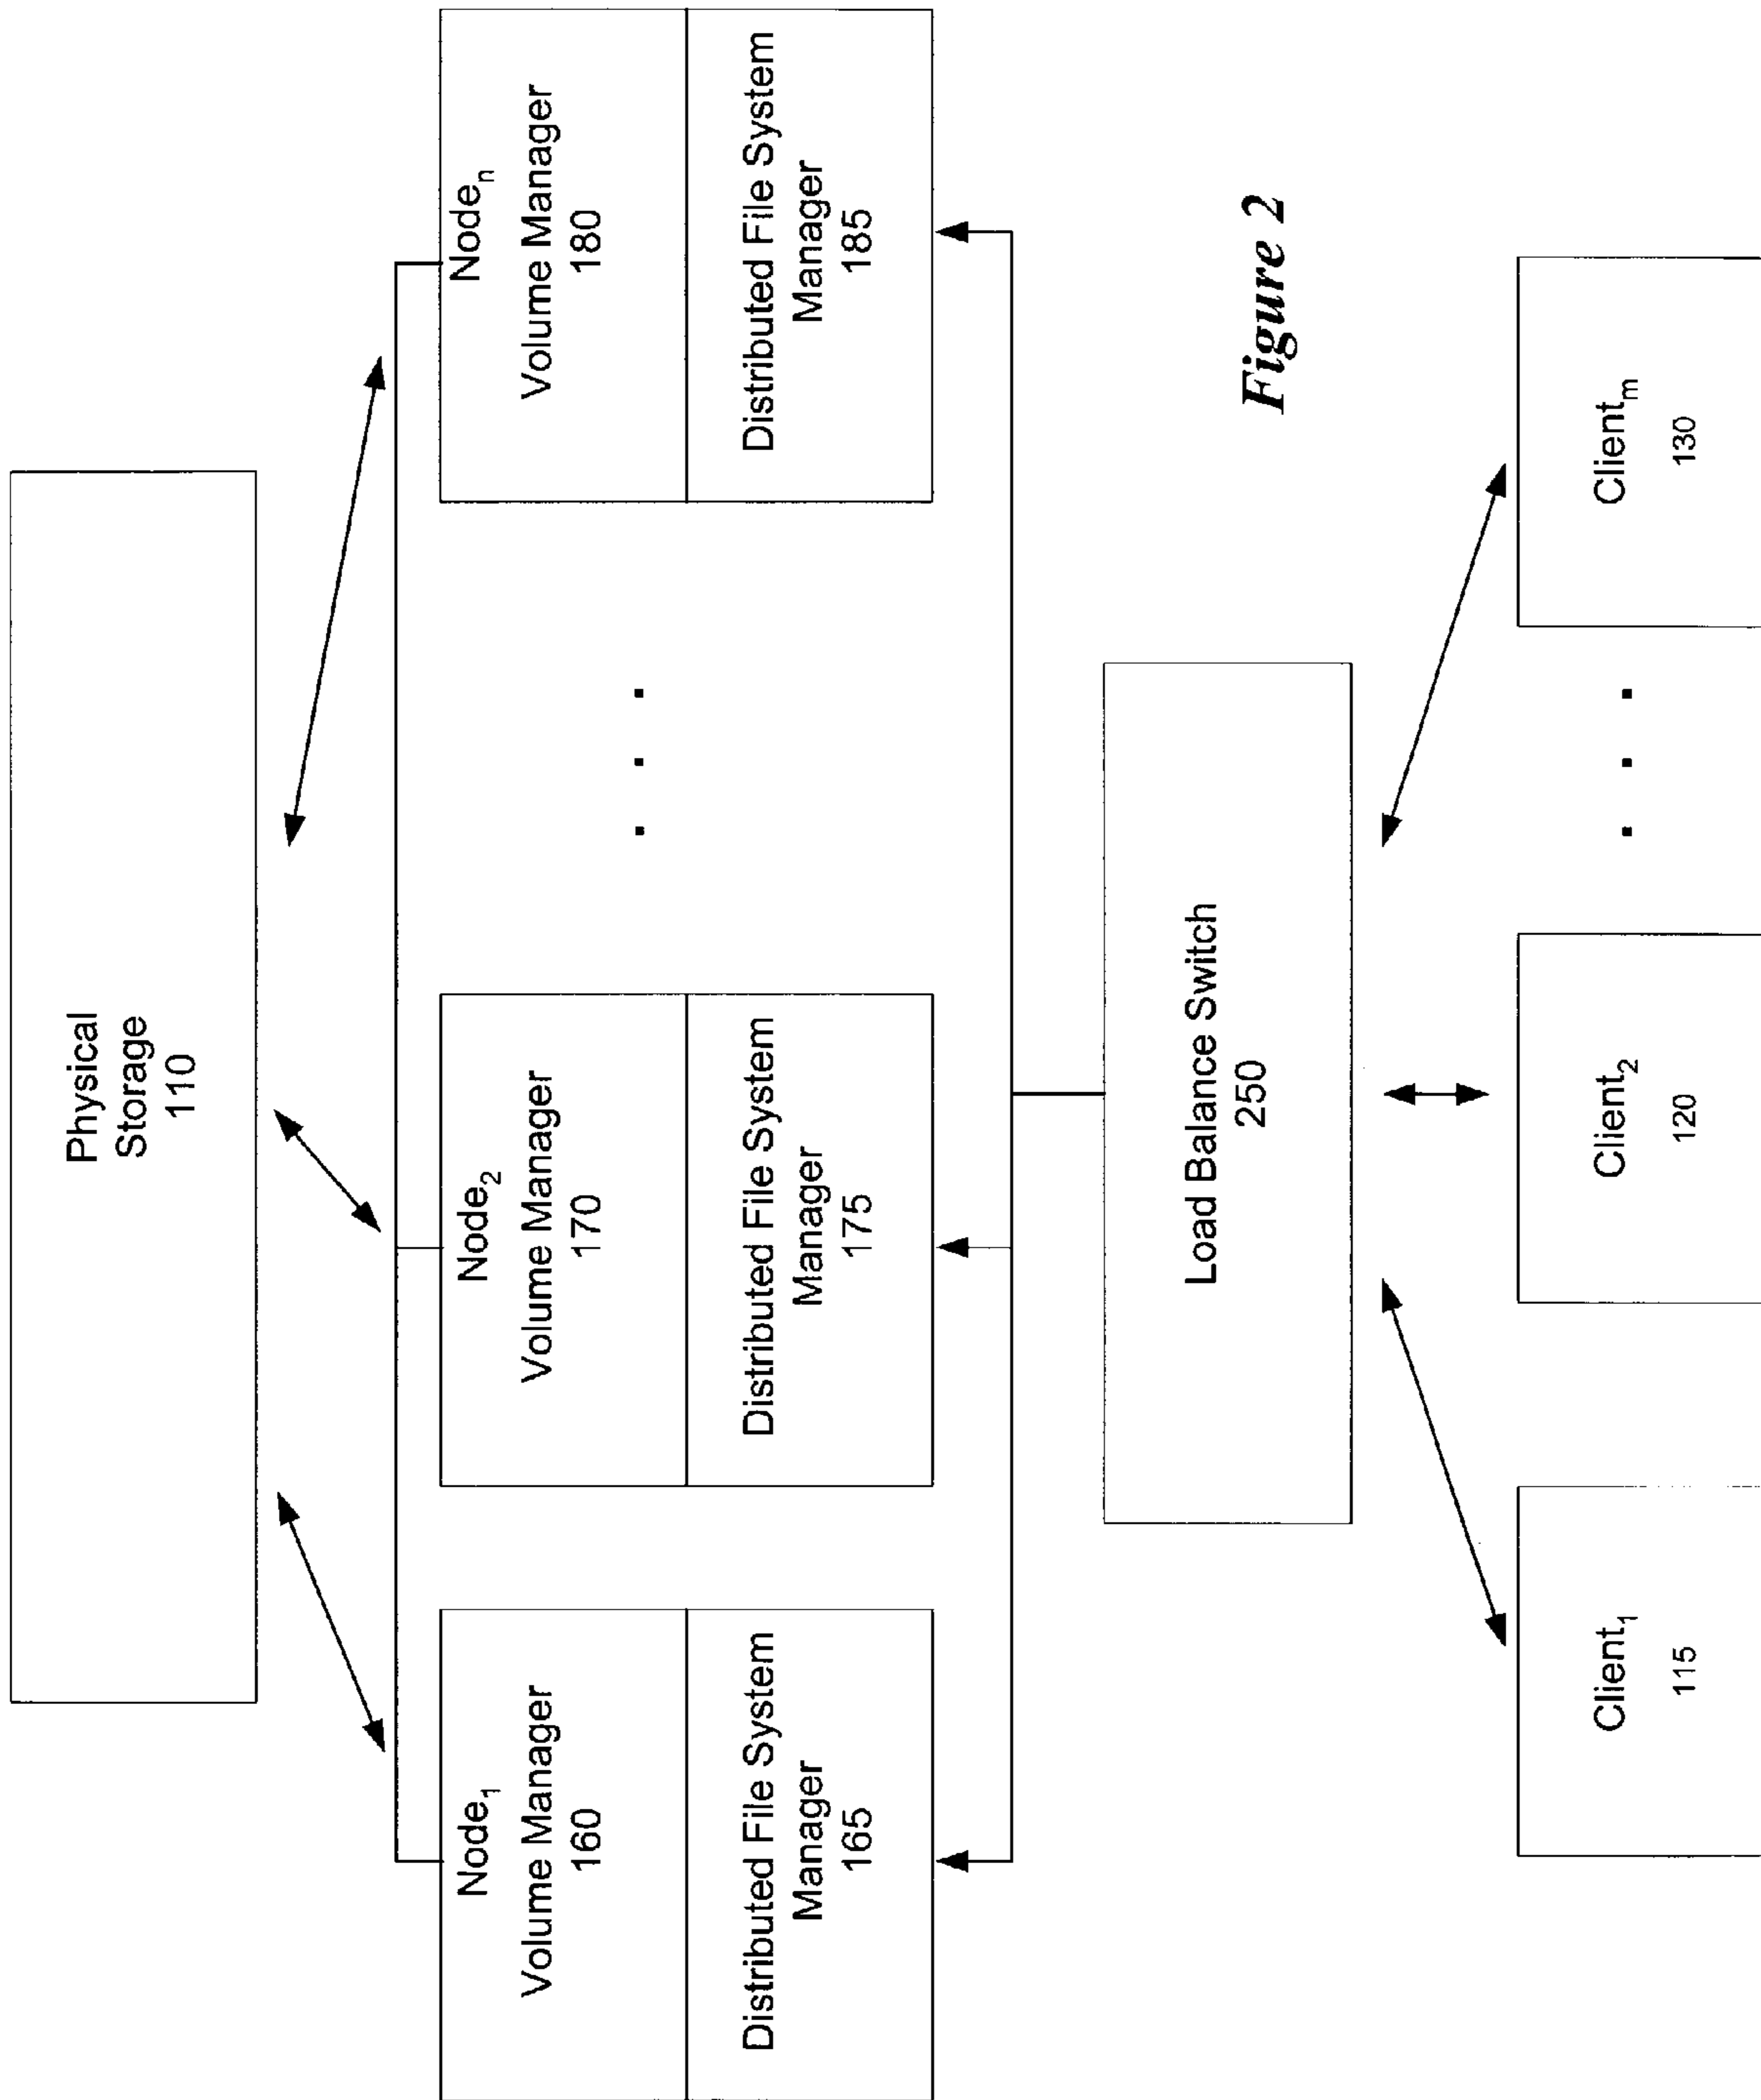 Physical
Storage
110
Node₁
Volume Manager
160
Distributed File System
Manager
165
Node₂
Volume Manager
170
Distributed File System
Manager
175
. . .
Nodeₙ
Volume Manager
180
Distributed File System
Manager
185
Load Balance Switch
250
Figure 2
Client₁
115
Client₂
120
. . .
Clientₘ
130